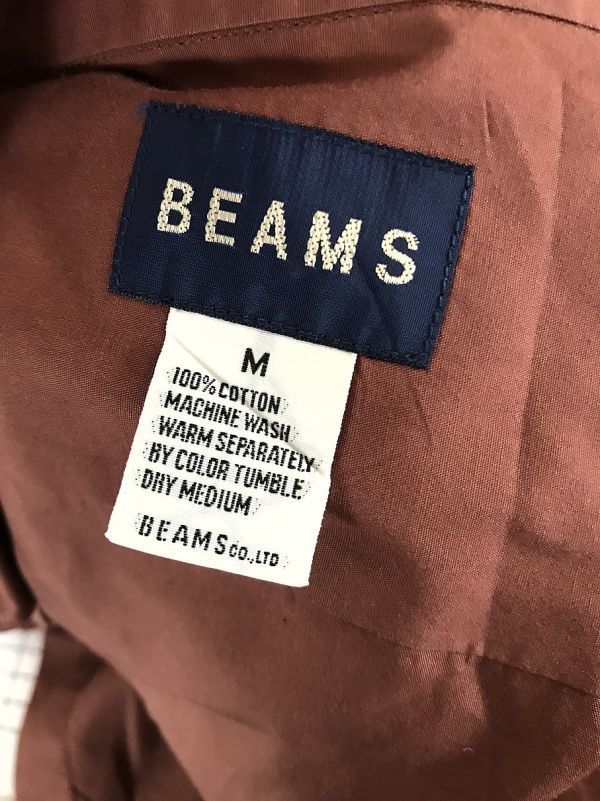 BEAMS
M
100% COTTON
MACHINE WASH
WARM SEPARATELY
BY COLOR TUMBLE
DRY MEDIUM
BEAMS CO.,LTD